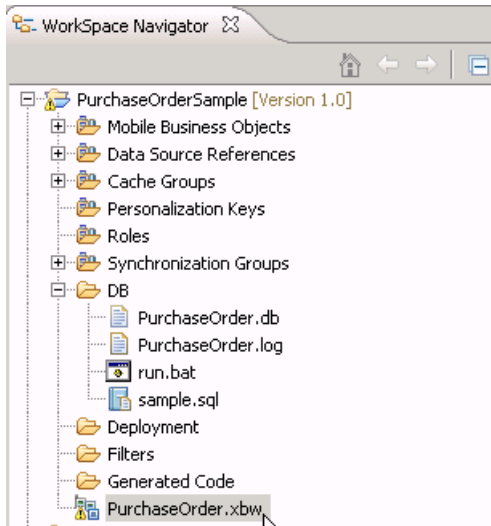 WorkSpace Navigator
PurchaseOrderSample [Version 1.0]
Mobile Business Objects
Data Source References
Cache Groups
Personalization Keys
Roles
Synchronization Groups
DB
PurchaseOrder.db
PurchaseOrder.log
run.bat
sample.sql
Deployment
Filters
Generated Code
PurchaseOrder.xbw